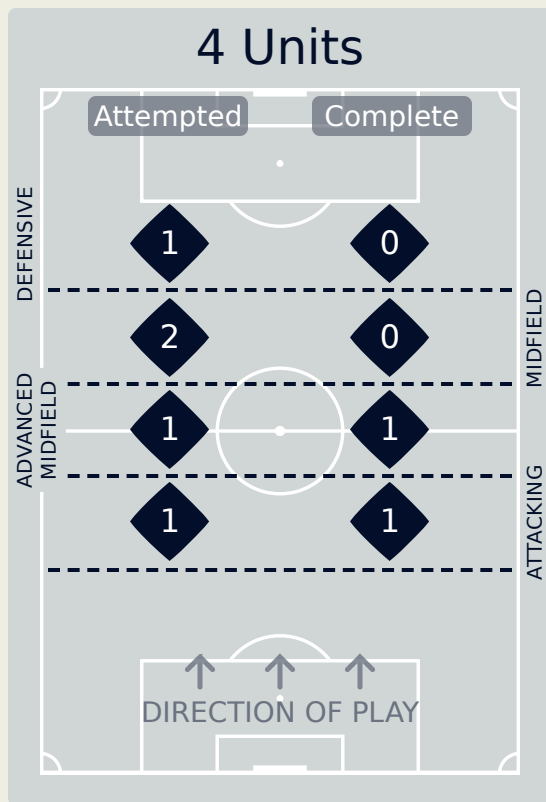 4 Units
Attempted
Complete
DEFENSIVE
1
0
MIDFIELD
2
0
ADVANCED
MIDFIELD
1
1
ATTACKING
1
1
DIRECTION OF PLAY